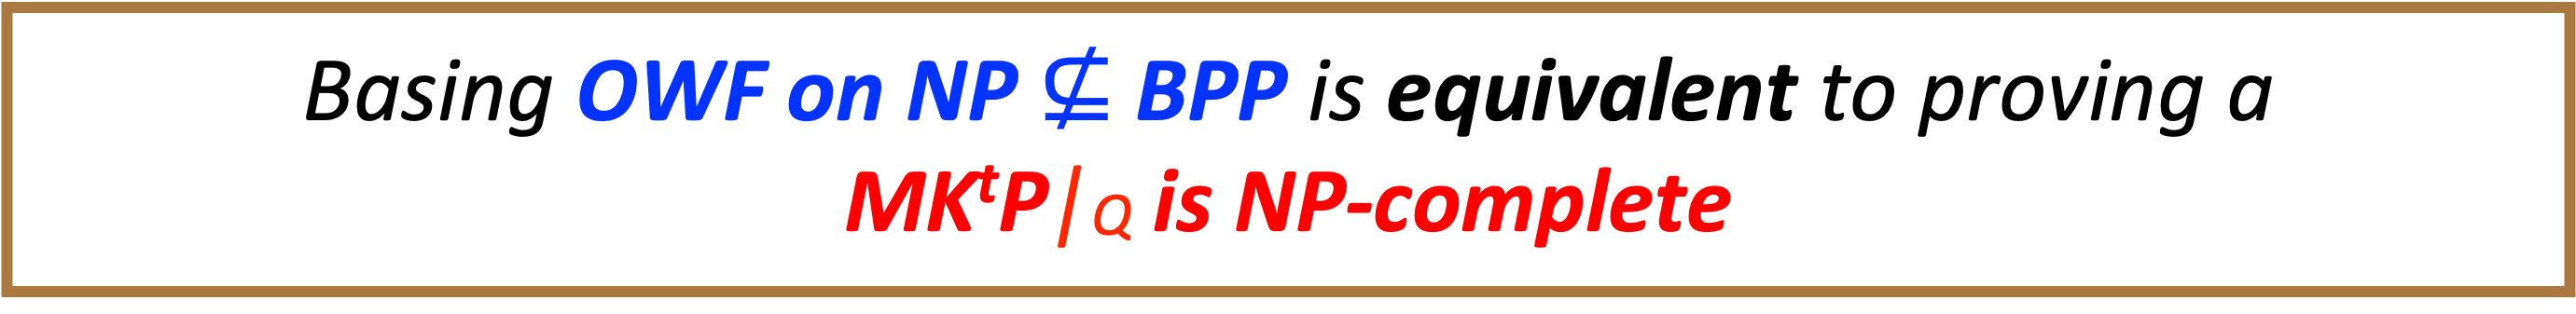 Basing OWF on NP ⊈ BPP is equivalent to proving a
MKᵗP|Q is NP-complete